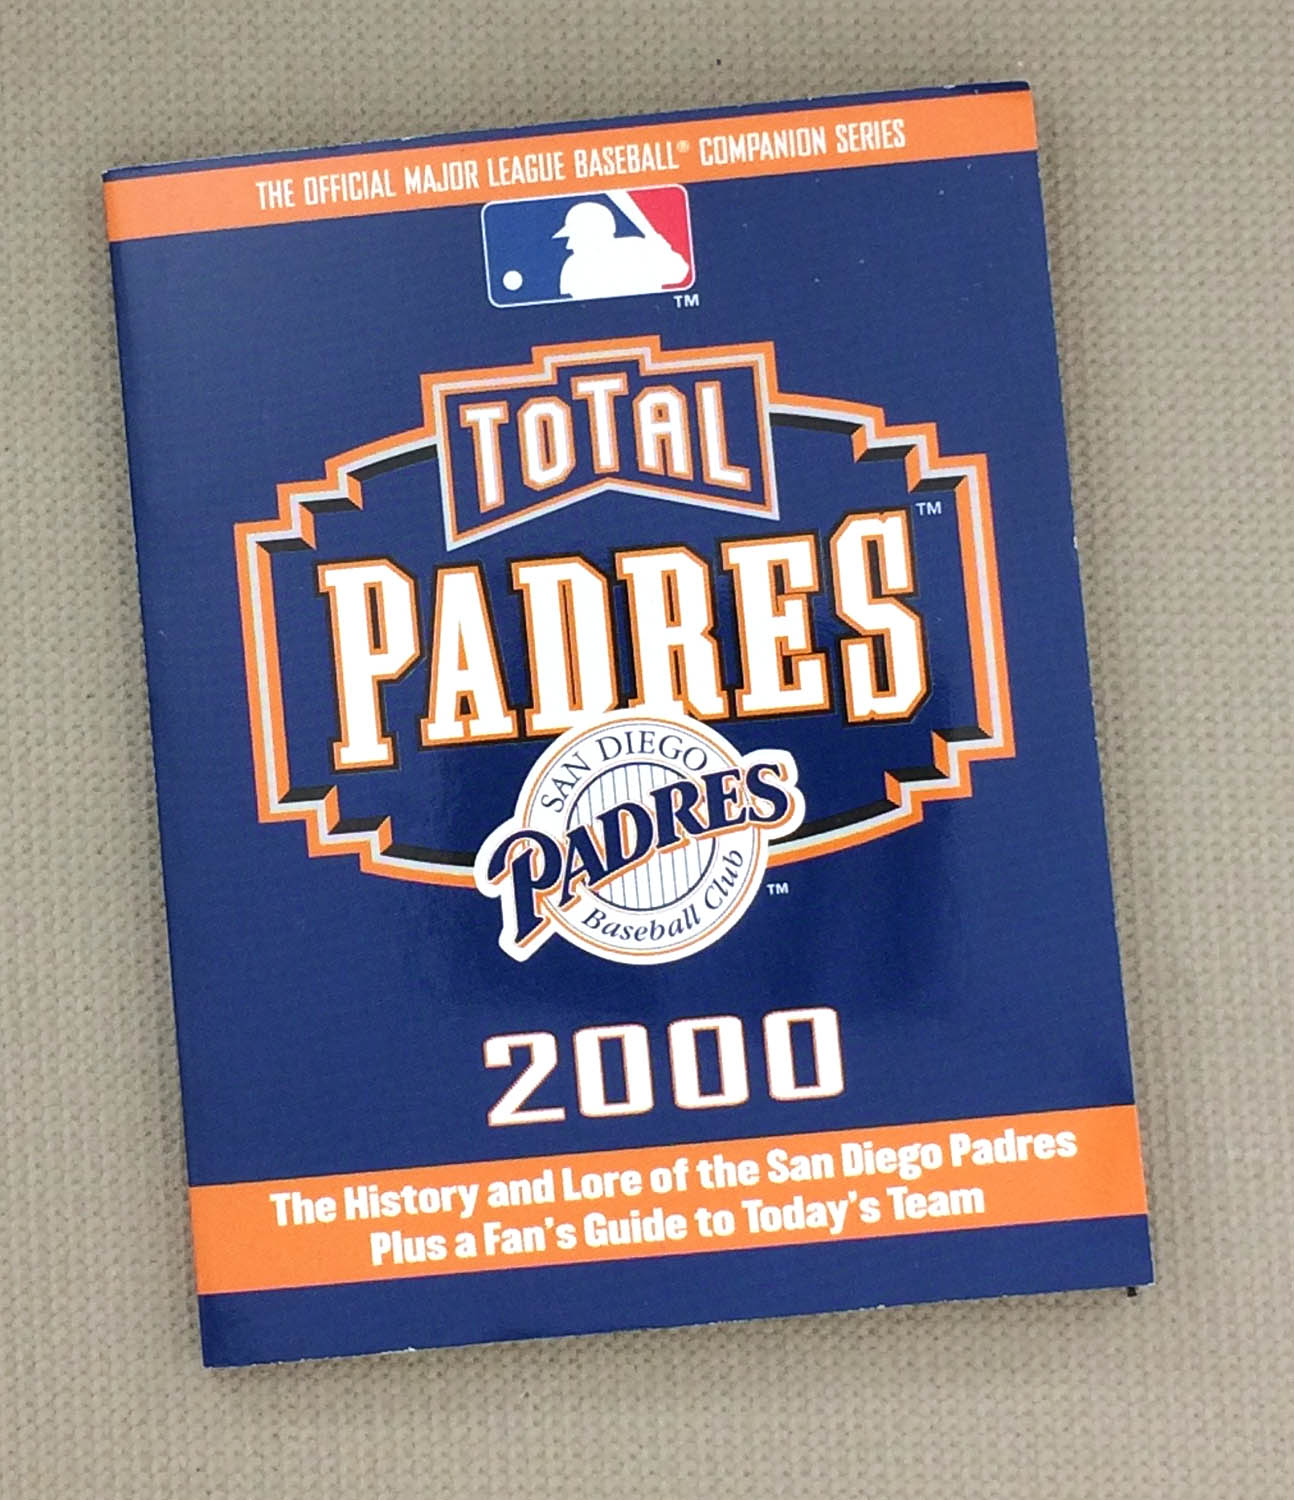 THE OFFICIAL MAJOR LEAGUE BASEBALL® COMPANION SERIES
TM
TOTAL
PADRES
TM
SAN DIEGO
PADRES
Baseball Club
TM
2000
The History and Lore of the San Diego Padres
Plus a Fan's Guide to Today's Team